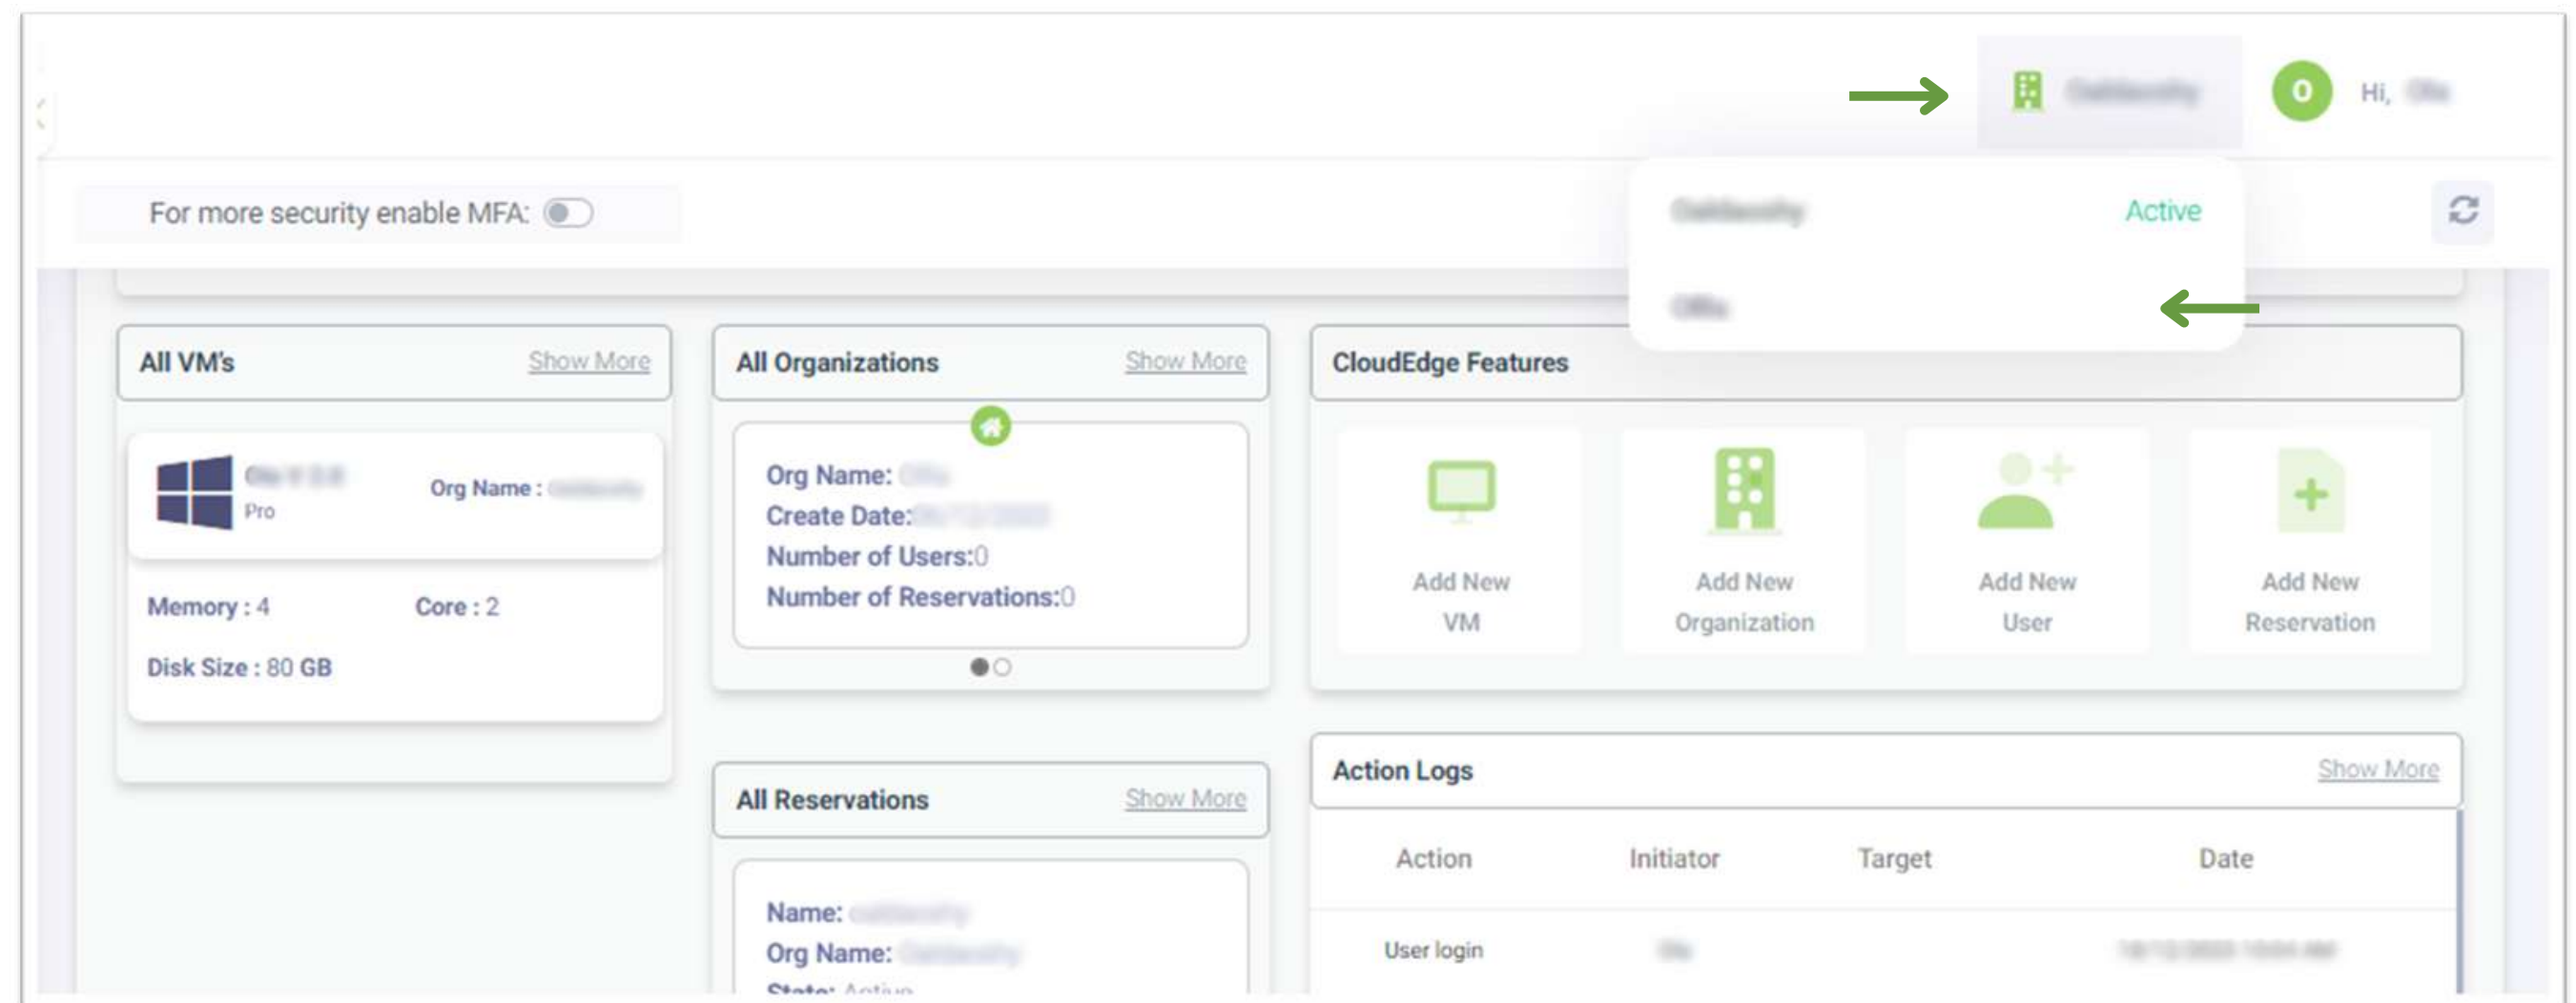 O Hi,
For more security enable MFA:
Active
All VM's Show More
Pro
Org Name :
Memory : 4 Core : 2
Disk Size : 80 GB
All Organizations Show More
Org Name:
Create Date:
Number of Users:0
Number of Reservations:0
CloudEdge Features
Add New
VM
Add New
Organization
Add New
User
Add New
Reservation
All Reservations Show More
Name:
Org Name:
State: Active
Action Logs Show More
Action Initiator Target Date
User login